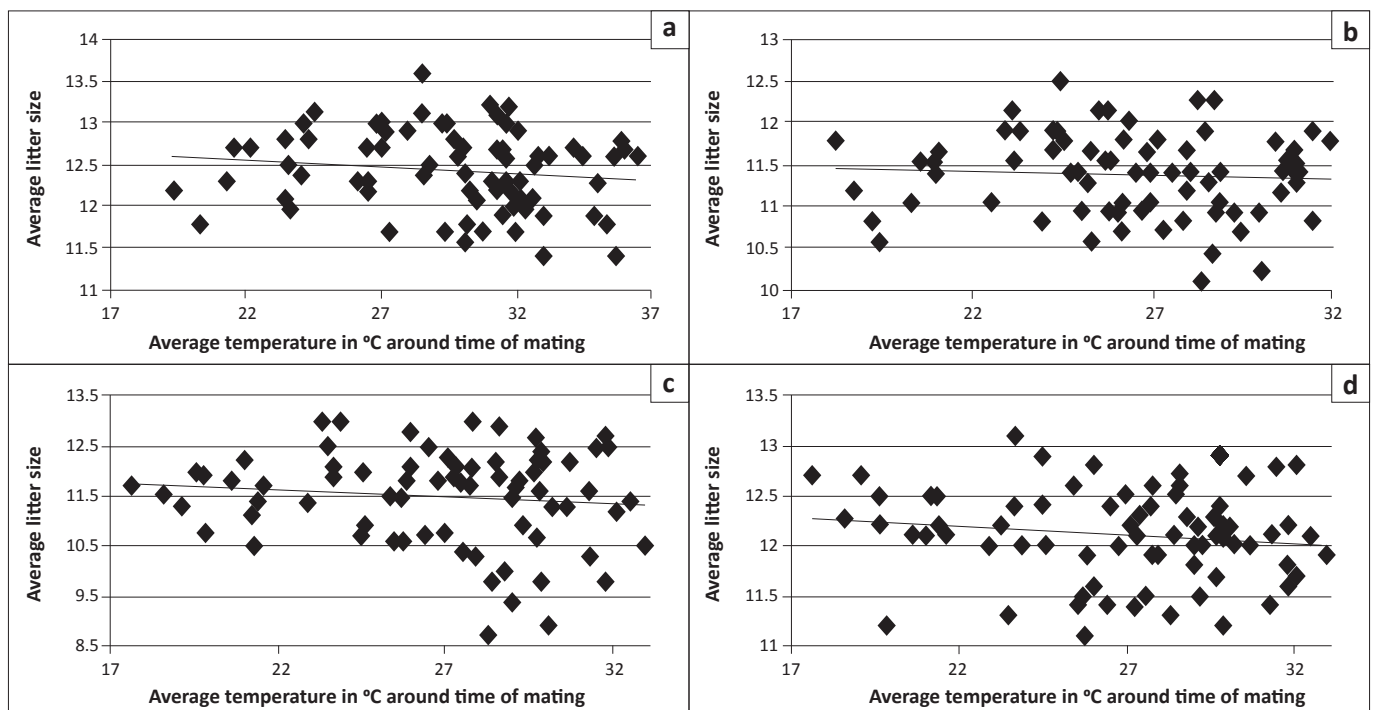 a
Average litter size
14
13.5
13
12.5
12
11.5
11
17 22 27 32 37
Average temperature in ºC around time of mating
b
Average litter size
13
12.5
12
11.5
11
10.5
10
17 22 27 32
Average temperature in ºC around time of mating
c
Average litter size
13.5
12.5
11.5
10.5
9.5
8.5
17 22 27 32
Average temperature in ºC around time of mating
d
Average litter size
13.5
13
12.5
12
11.5
11
17 22 27 32
Average temperature in ºC around time of mating